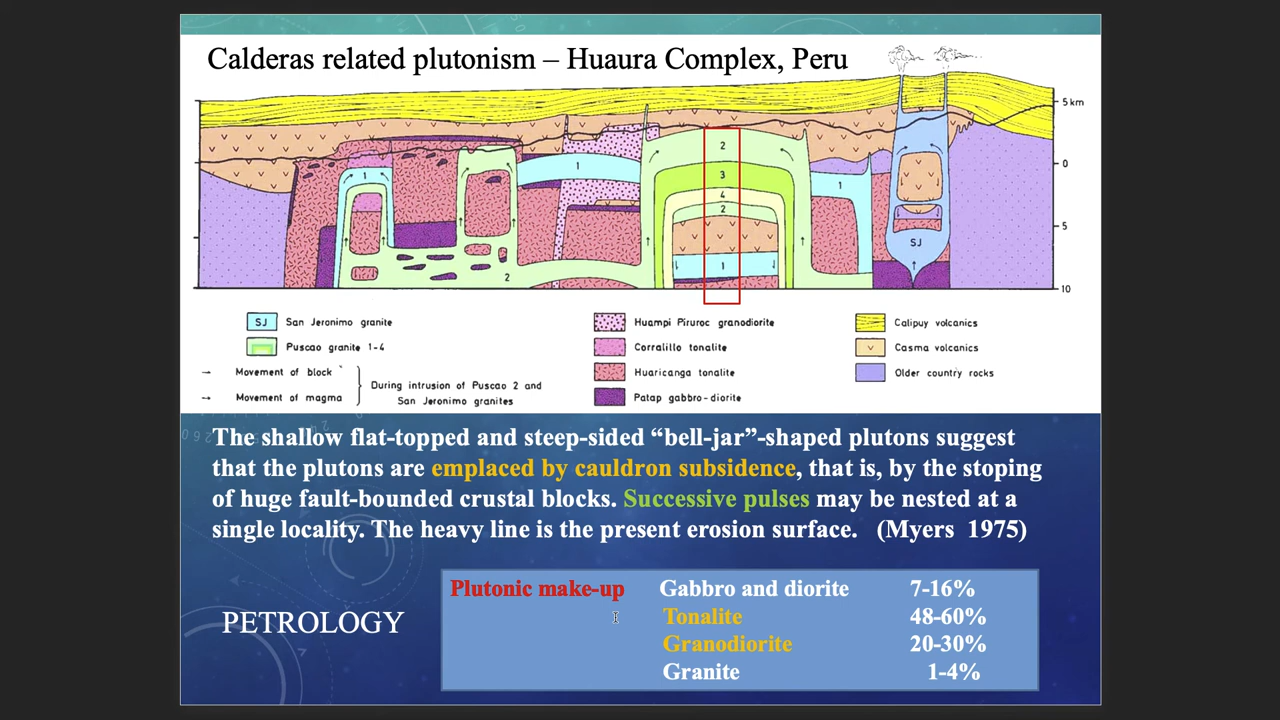 Calderas related plutonism – Huaura Complex, Peru
5 km
0
5
10
1
2
1
2
3
4
2
1
1
SJ
SJ San Jeronimo granite
Puscao granite 1-4
→ Movement of block
→ Movement of magma
During intrusion of Puscao 2 and
San Jeronimo granites
Huampi Piruroc granodiorite
Corralillo tonalite
Huaricanga tonalite
Patap gabbro-diorite
Calipuy volcanics
Casma volcanics
Older country rocks
The shallow flat-topped and steep-sided “bell-jar”-shaped plutons suggest
that the plutons are emplaced by cauldron subsidence, that is, by the stoping
of huge fault-bounded crustal blocks. Successive pulses may be nested at a
single locality. The heavy line is the present erosion surface. (Myers 1975)
PETROLOGY
Plutonic make-up Gabbro and diorite 7-16%
Tonalite 48-60%
Granodiorite 20-30%
Granite 1-4%